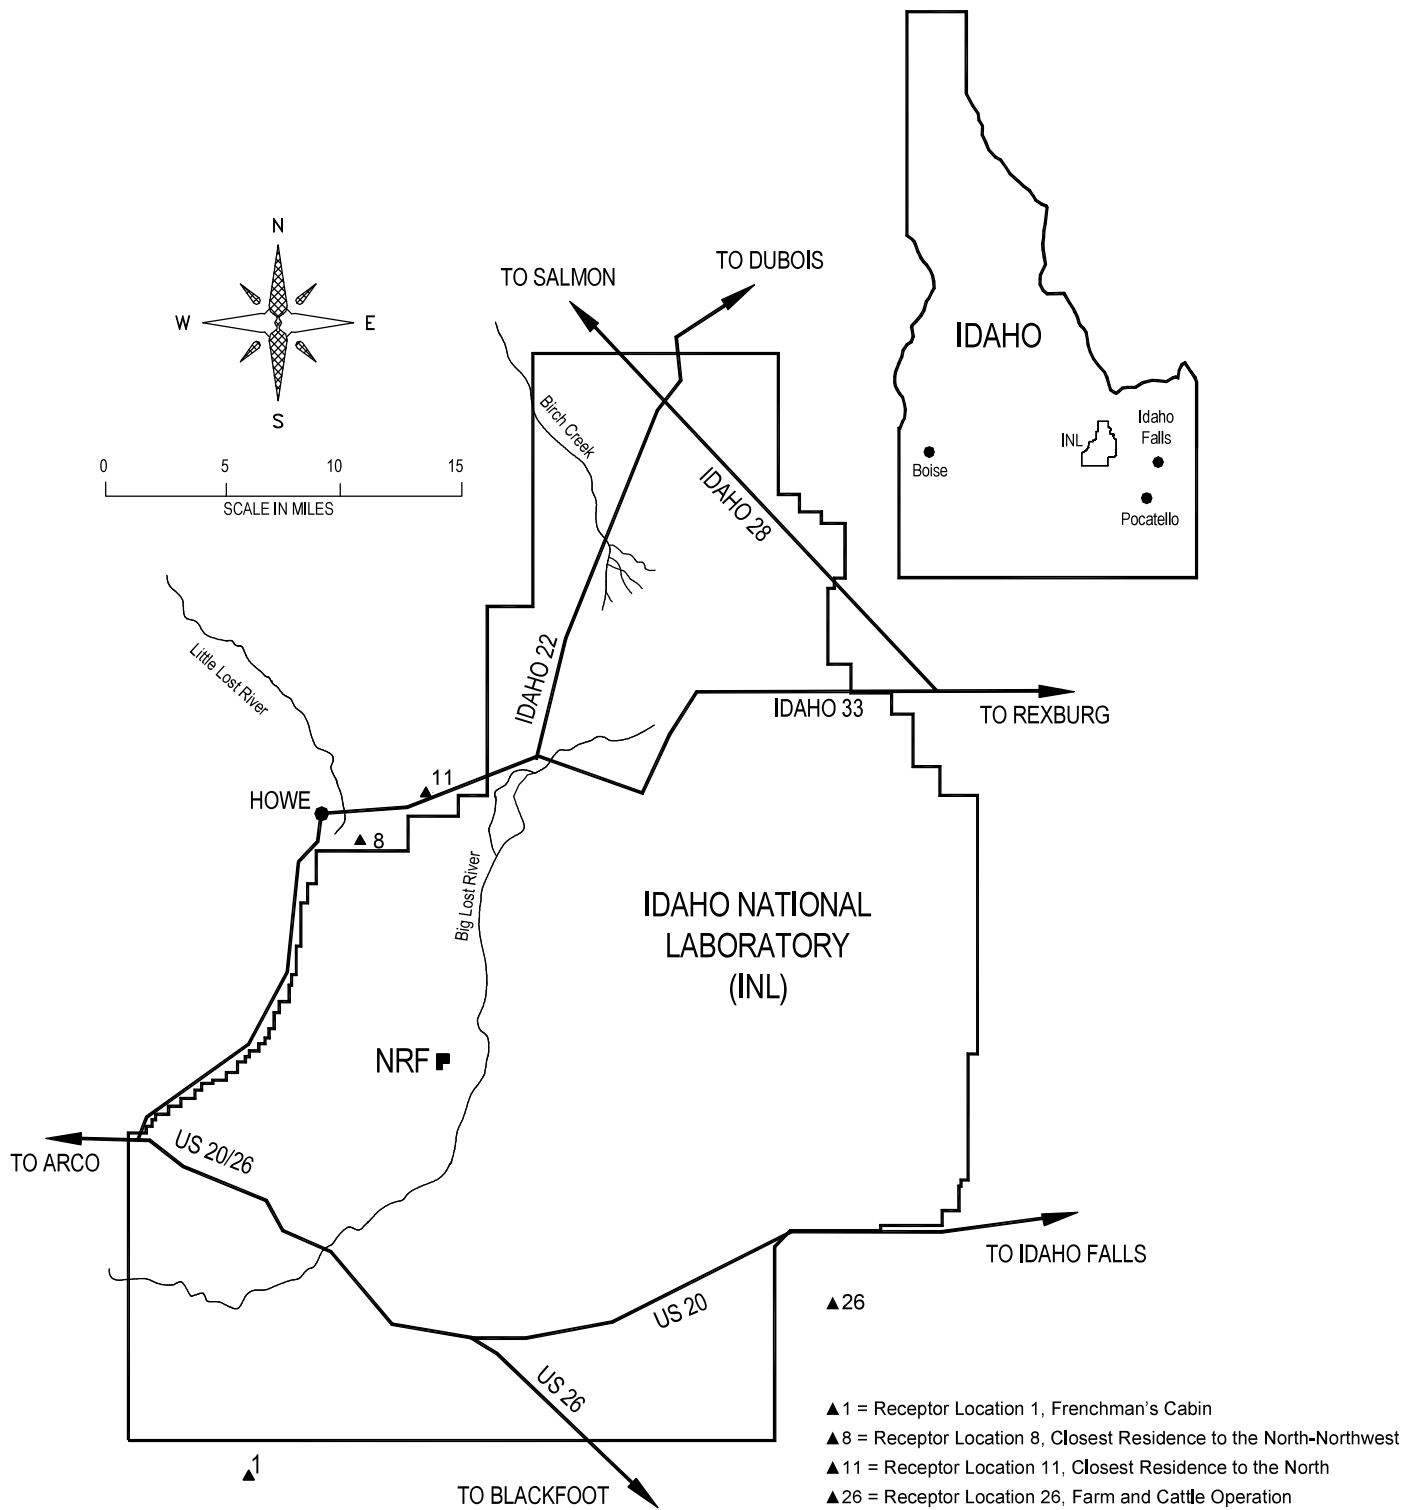 N
W
E
S
0
5
10
15
SCALE IN MILES
TO SALMON
TO DUBOIS
IDAHO
INL
Idaho
Falls
Boise
Pocatello
Birch Creek
IDAHO 28
Little Lost River
IDAHO 22
IDAHO 33
TO REXBURG
HOWE
11
8
Big Lost River
IDAHO NATIONAL
LABORATORY
(INL)
NRF
US 20/26
TO ARCO
US 20
TO IDAHO FALLS
26
US 26
1
TO BLACKFOOT
▲1 = Receptor Location 1, Frenchman's Cabin
▲8 = Receptor Location 8, Closest Residence to the North-Northwest
▲11 = Receptor Location 11, Closest Residence to the North
▲26 = Receptor Location 26, Farm and Cattle Operation